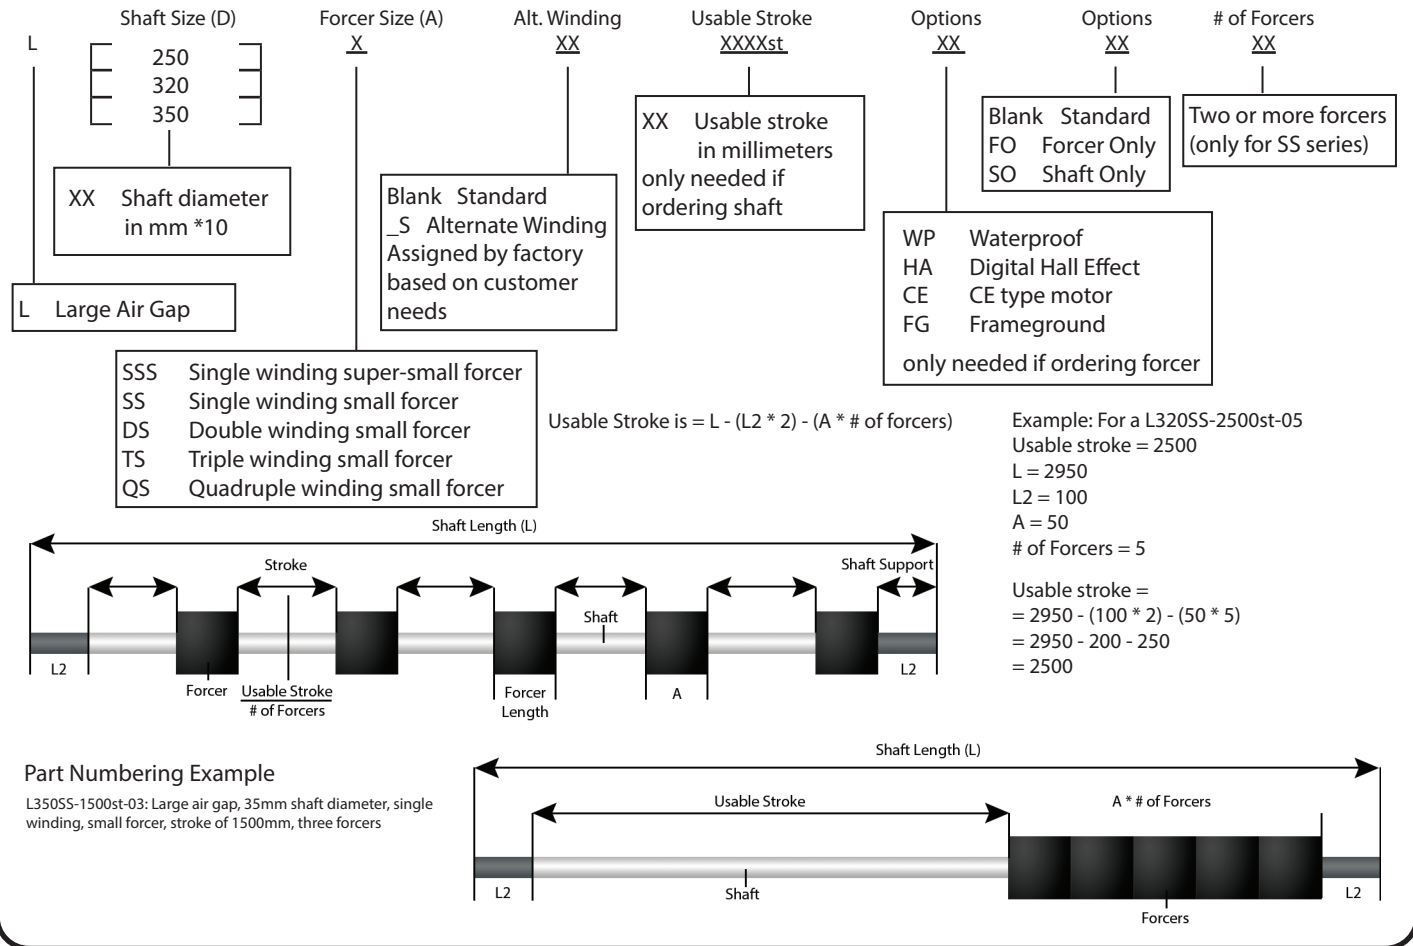 Shaft Size (D)
Forcer Size (A)
Alt. Winding
Usable Stroke
Options
Options
# of Forcers
L
X
XX
XXXXst
XX
XX
XX
250
320
350
XX Shaft diameter
in mm *10
L Large Air Gap
Blank Standard
_S Alternate Winding
Assigned by factory
based on customer
needs
XX Usable stroke
in millimeters
only needed if
ordering shaft
Blank Standard
FO Forcer Only
SO Shaft Only
Two or more forcers
(only for SS series)
WP Waterproof
HA Digital Hall Effect
CE CE type motor
FG Frameground
only needed if ordering forcer
SSS Single winding super-small forcer
SS Single winding small forcer
DS Double winding small forcer
TS Triple winding small forcer
QS Quadruple winding small forcer
Usable Stroke is = L - (L2 * 2) - (A * # of forcers)
Example: For a L320SS-2500st-05
Usable stroke = 2500
L = 2950
L2 = 100
A = 50
# of Forcers = 5
Usable stroke =
= 2950 - (100 * 2) - (50 * 5)
= 2950 - 200 - 250
= 2500
Shaft Length (L)
Stroke
Shaft Support
Shaft
L2
Forcer
Usable Stroke
# of Forcers
Forcer
Length
A
L2
Part Numbering Example
L350SS-1500st-03: Large air gap, 35mm shaft diameter, single
winding, small forcer, stroke of 1500mm, three forcers
Shaft Length (L)
Usable Stroke
A * # of Forcers
L2
Shaft
Forcers
L2